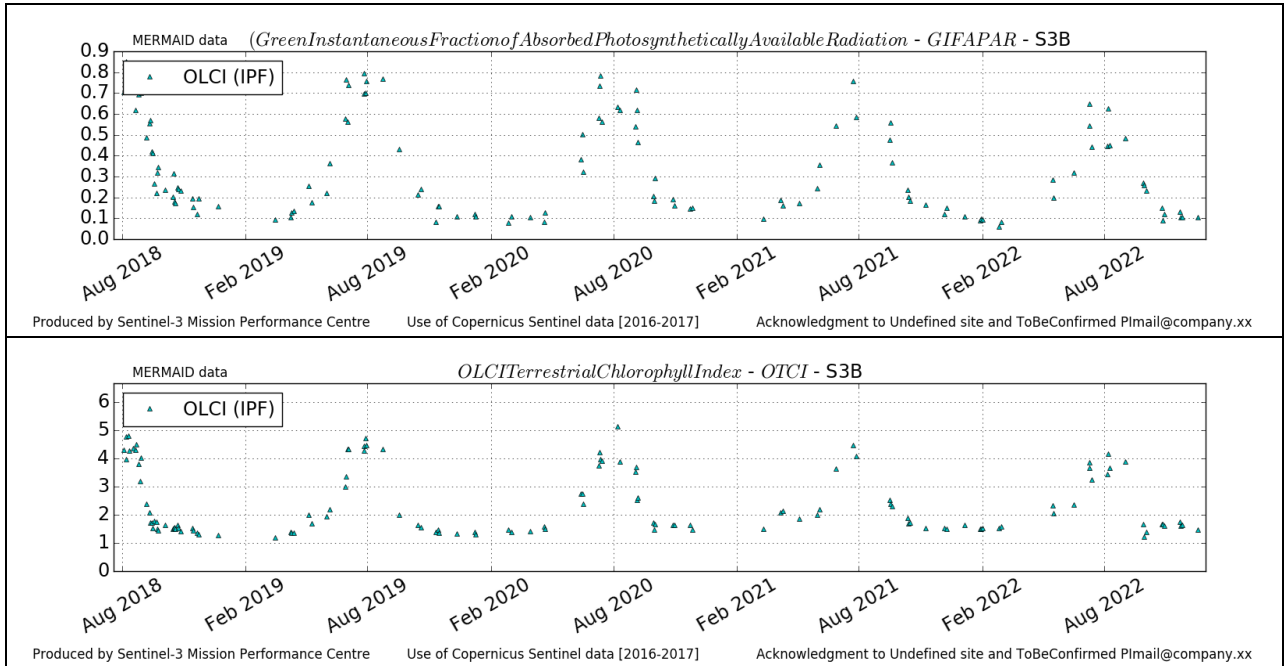 MERMAID data (GreenInstantaneousFractionofAbsorbedPhotosyntheticallyAvailableRadiation - GIFAPAR - S3B
0.9
0.8
0.7
0.6
0.5
0.4
0.3
0.2
0.1
0.0
OLCI (IPF)
Aug 2018 Feb 2019 Aug 2019 Feb 2020 Aug 2020 Feb 2021 Aug 2021 Feb 2022 Aug 2022
Produced by Sentinel-3 Mission Performance Centre Use of Copernicus Sentinel data [2016-2017] Acknowledgment to Undefined site and ToBeConfirmed PImail@company.xx
MERMAID data OLCITerrestrialChlorophyllIndex - OTCI - S3B
6
5
4
3
2
1
0
OLCI (IPF)
Aug 2018 Feb 2019 Aug 2019 Feb 2020 Aug 2020 Feb 2021 Aug 2021 Feb 2022 Aug 2022
Produced by Sentinel-3 Mission Performance Centre Use of Copernicus Sentinel data [2016-2017] Acknowledgment to Undefined site and ToBeConfirmed PImail@company.xx